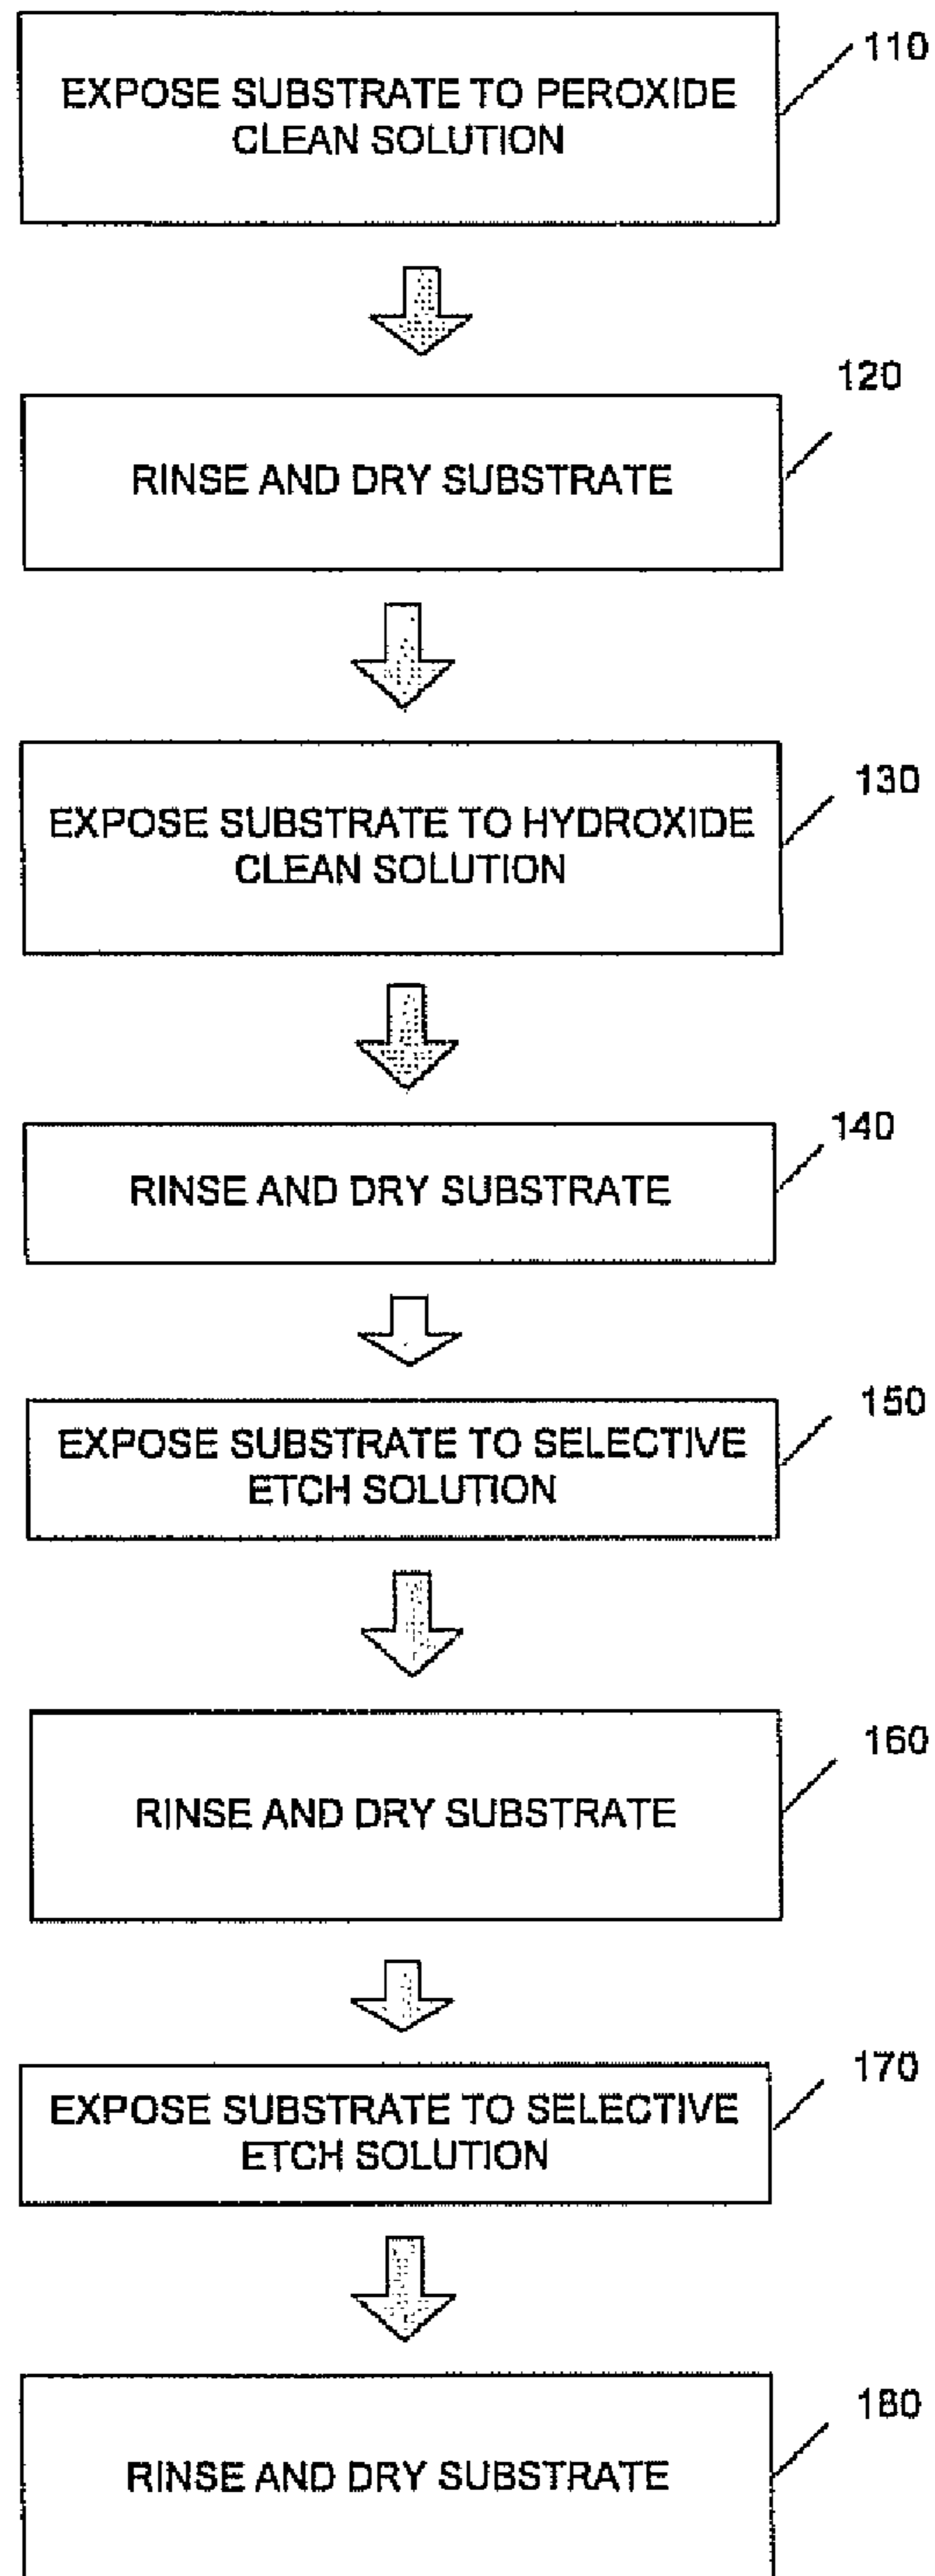 110
EXPOSE SUBSTRATE TO PEROXIDE
CLEAN SOLUTION
120
RINSE AND DRY SUBSTRATE
130
EXPOSE SUBSTRATE TO HYDROXIDE
CLEAN SOLUTION
140
RINSE AND DRY SUBSTRATE
150
EXPOSE SUBSTRATE TO SELECTIVE
ETCH SOLUTION
160
RINSE AND DRY SUBSTRATE
170
EXPOSE SUBSTRATE TO SELECTIVE
ETCH SOLUTION
180
RINSE AND DRY SUBSTRATE